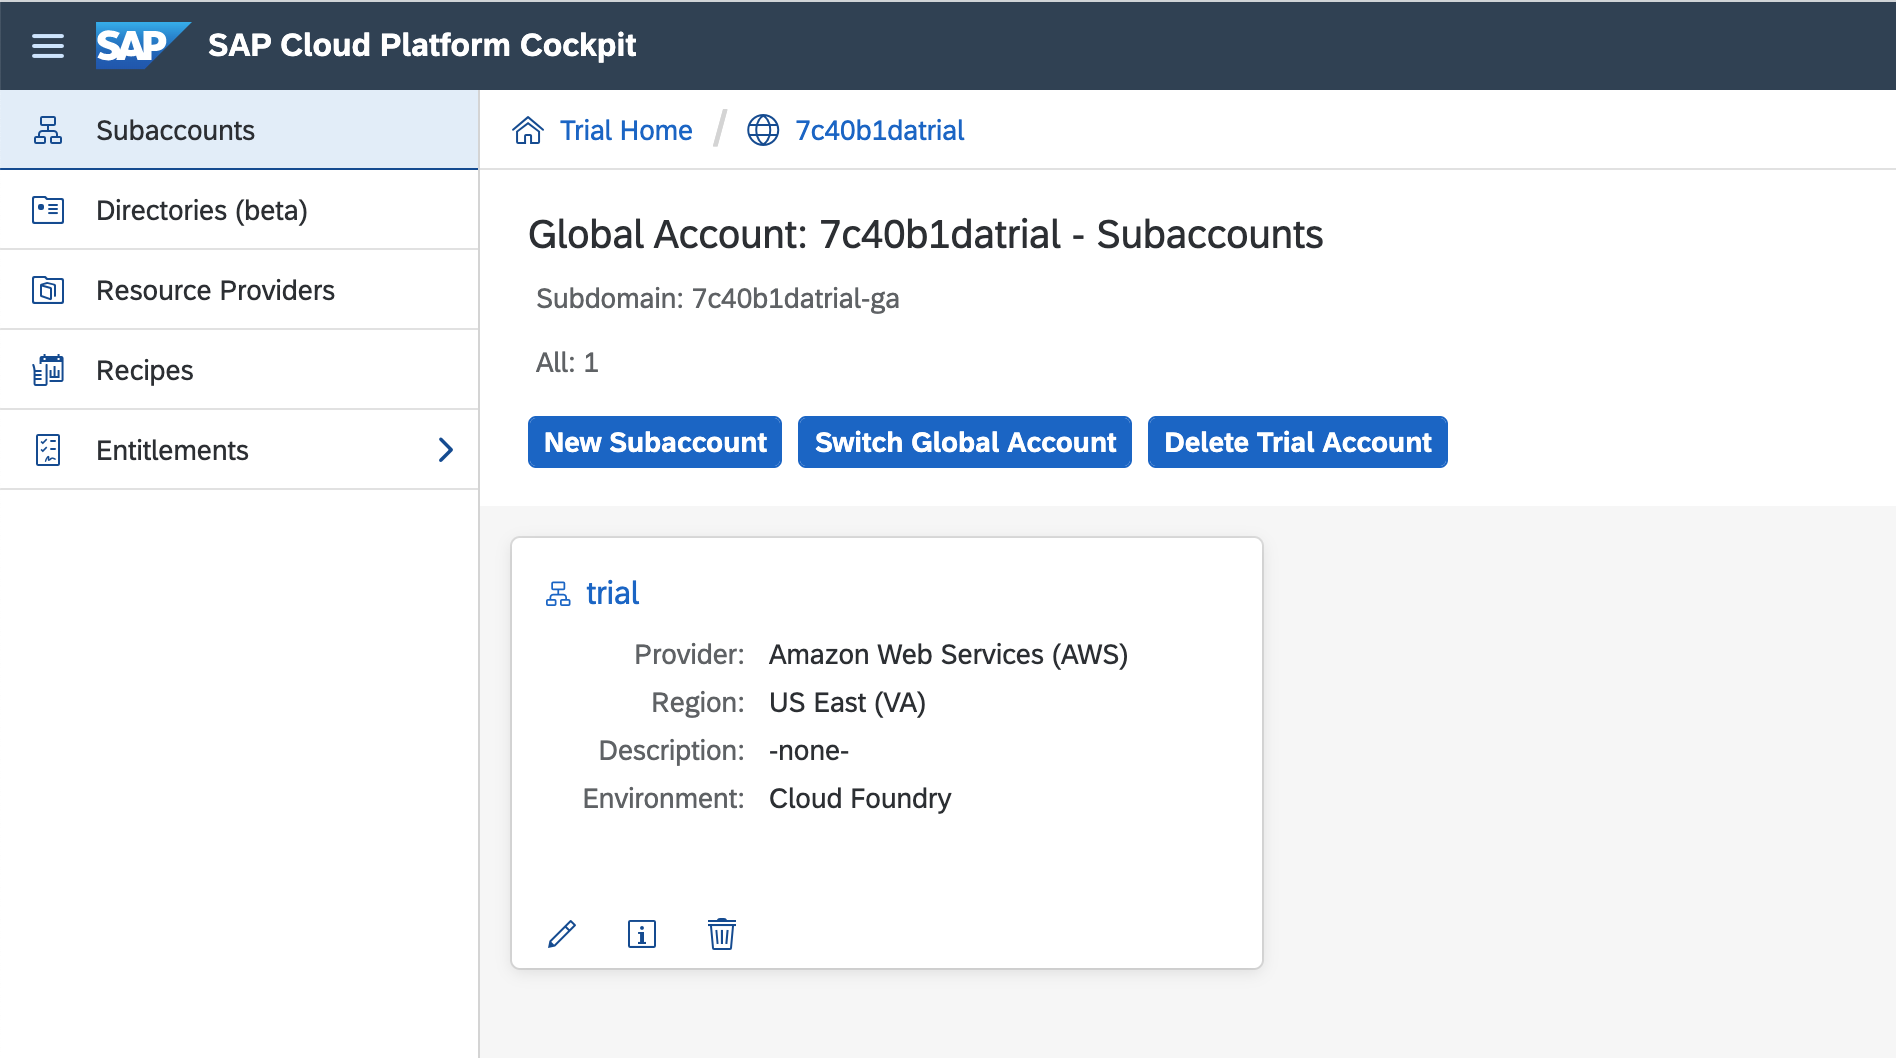 SAP SAP Cloud Platform Cockpit
Subaccounts
Directories (beta)
Resource Providers
Recipes
Entitlements
Trial Home / 7c40b1datrial
Global Account: 7c40b1datrial - Subaccounts
Subdomain: 7c40b1datrial-ga
All: 1
New Subaccount Switch Global Account Delete Trial Account
trial
Provider: Amazon Web Services (AWS)
Region: US East (VA)
Description: -none-
Environment: Cloud Foundry